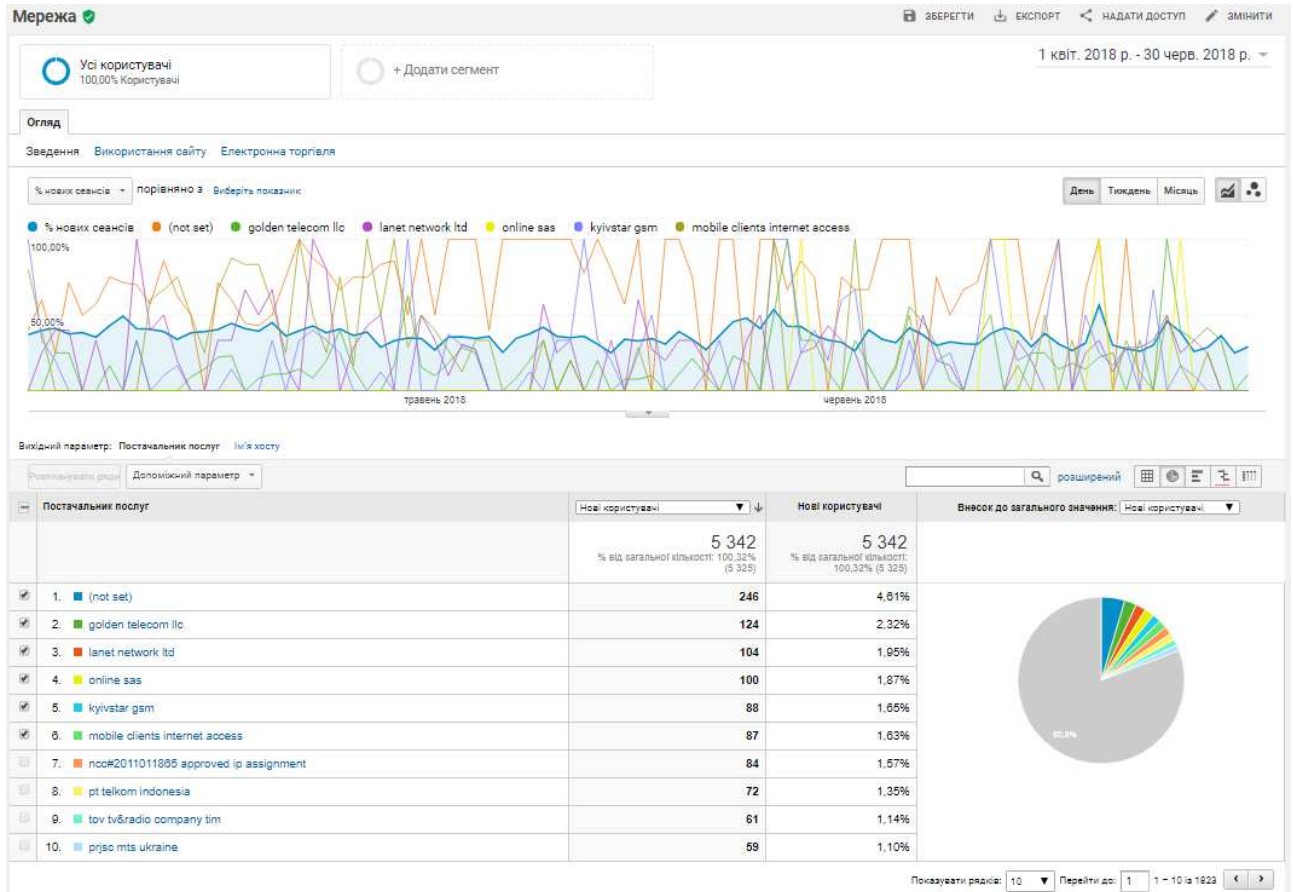 Мережа
ЗБЕРЕГТИ ЕКСПОРТ НАДАТИ ДОСТУП ЗМІНИТИ
Усі користувачі
100,00% Користувачі
+ Додати сегмент
1 квіт. 2018 р. - 30 черв. 2018 р.
Огляд
Зведення Використання сайту Електронна торгівля
% нових сеансів порівняно з Виберіть показник
День Тиждень Місяць
% нових сеансів (not set) golden telecom llc lanet network ltd online sas kyivstar gsm mobile clients internet access
100,00%
50,00%
травень 2018 червень 2018
Вихідний параметр: Постачальник послуг Ім'я хосту
Допоміжний параметр розширений
Постачальник послуг Нові користувачі Нові користувачі Внесок до загального значення: Нові користувачі
5 342 5 342
% від загальної кількості: 100,32% % від загальної кількості:
(5 325) 100,32% (5 325)
1. (not set) 246 4,61%
2. golden telecom llc 124 2,32%
3. lanet network ltd 104 1,95%
4. online sas 100 1,87%
5. kyivstar gsm 88 1,65%
6. mobile clients internet access 87 1,63%
7. ncc#2011011865 approved ip assignment 84 1,57%
8. pt telkom indonesia 72 1,35%
9. tov tv&radio company tim 61 1,14%
10. prjsc mts ukraine 59 1,10%
Показувати рядків: 10 Перейти до: 1 1 – 10 із 1823